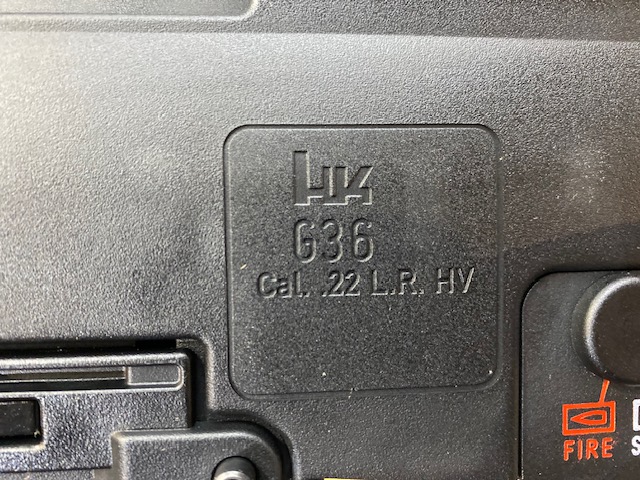 HK
G36
Cal. .22 L.R. HV
FIRE
S